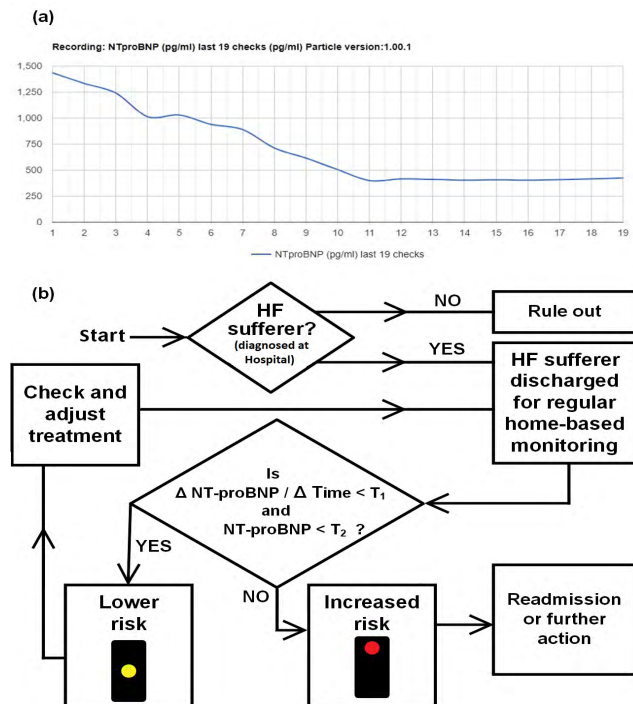 (a)
Recording: NTproBNP (pg/ml) last 19 checks (pg/ml) Particle version:1.00.1
1,500
1,250
1,000
750
500
250
0
1 2 3 4 5 6 7 8 9 10 11 12 13 14 15 16 17 18 19
NTproBNP (pg/ml) last 19 checks
(b)
Start
HF
sufferer?
(diagnosed at
Hospital)
NO
Rule out
YES
HF sufferer
discharged
for regular
home-based
monitoring
Check and
adjust
treatment
Is
Δ NT-proBNP / Δ Time < T₁
and
NT-proBNP < T₂ ?
YES
NO
Lower
risk
Increased
risk
Readmission
or further
action